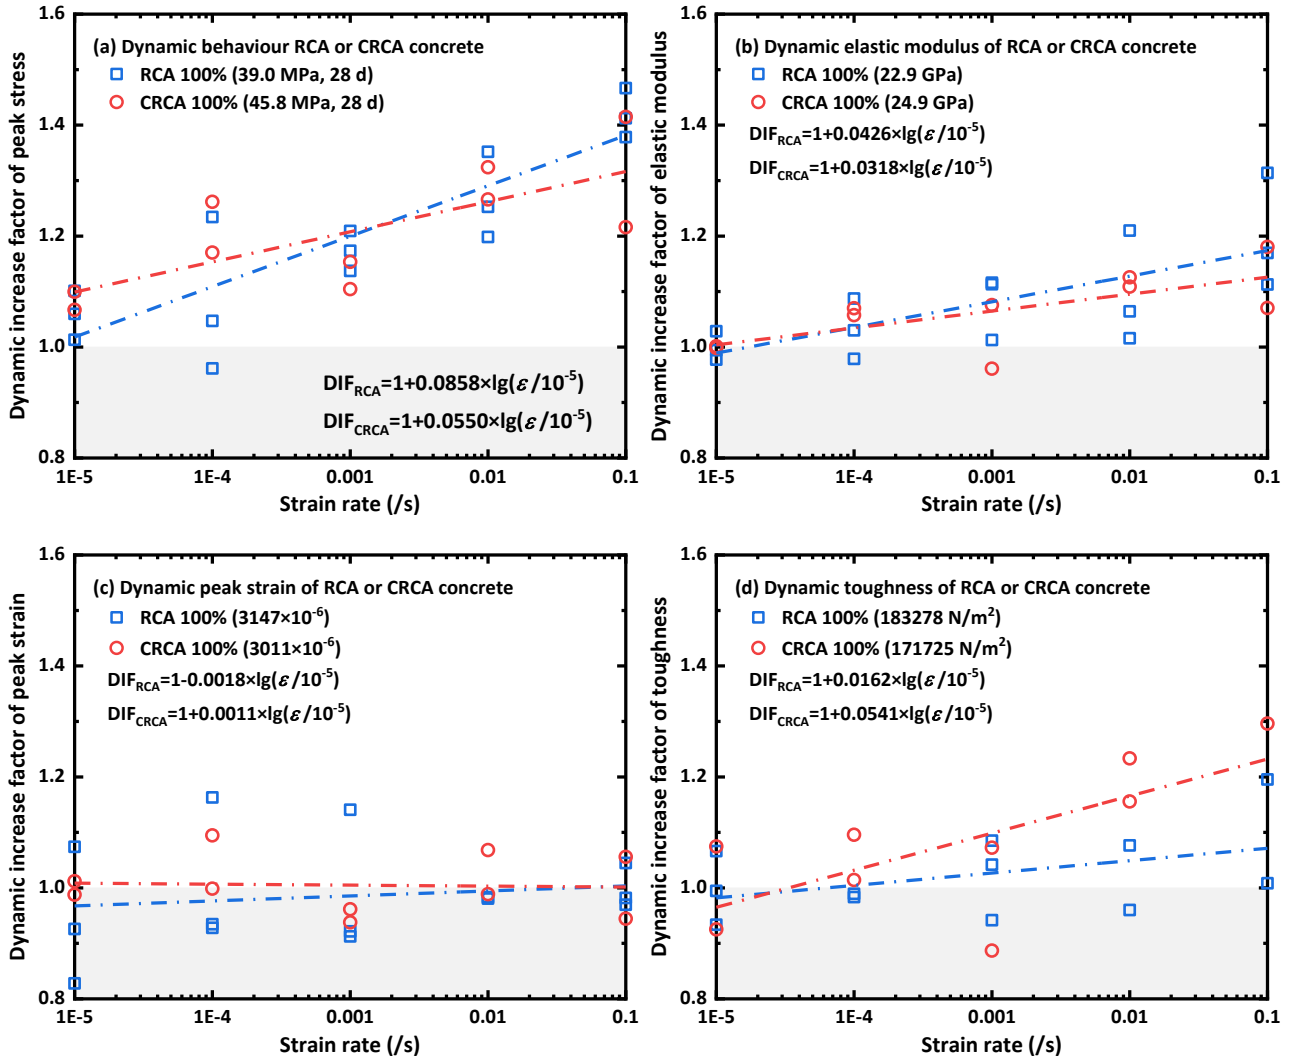 (a) Dynamic behaviour RCA or CRCA concrete
RCA 100% (39.0 MPa, 28 d)
CRCA 100% (45.8 MPa, 28 d)
DIF_RCA=1+0.0858×lg(ε/10^-5)
DIF_CRCA=1+0.0550×lg(ε/10^-5)
Dynamic increase factor of peak stress
1.6
1.4
1.2
1.0
0.8
1E-5 1E-4 0.001 0.01 0.1
Strain rate (/s)
(b) Dynamic elastic modulus of RCA or CRCA concrete
RCA 100% (22.9 GPa)
CRCA 100% (24.9 GPa)
DIF_RCA=1+0.0426×lg(ε/10^-5)
DIF_CRCA=1+0.0318×lg(ε/10^-5)
Dynamic increase factor of elastic modulus
1.6
1.4
1.2
1.0
0.8
1E-5 1E-4 0.001 0.01 0.1
Strain rate (/s)
(c) Dynamic peak strain of RCA or CRCA concrete
RCA 100% (3147×10^-6)
CRCA 100% (3011×10^-6)
DIF_RCA=1-0.0018×lg(ε/10^-5)
DIF_CRCA=1+0.0011×lg(ε/10^-5)
Dynamic increase factor of peak strain
1.6
1.4
1.2
1.0
0.8
1E-5 1E-4 0.001 0.01 0.1
Strain rate (/s)
(d) Dynamic toughness of RCA or CRCA concrete
RCA 100% (183278 N/m^2)
CRCA 100% (171725 N/m^2)
DIF_RCA=1+0.0162×lg(ε/10^-5)
DIF_CRCA=1+0.0541×lg(ε/10^-5)
Dynamic increase factor of toughness
1.6
1.4
1.2
1.0
0.8
1E-5 1E-4 0.001 0.01 0.1
Strain rate (/s)